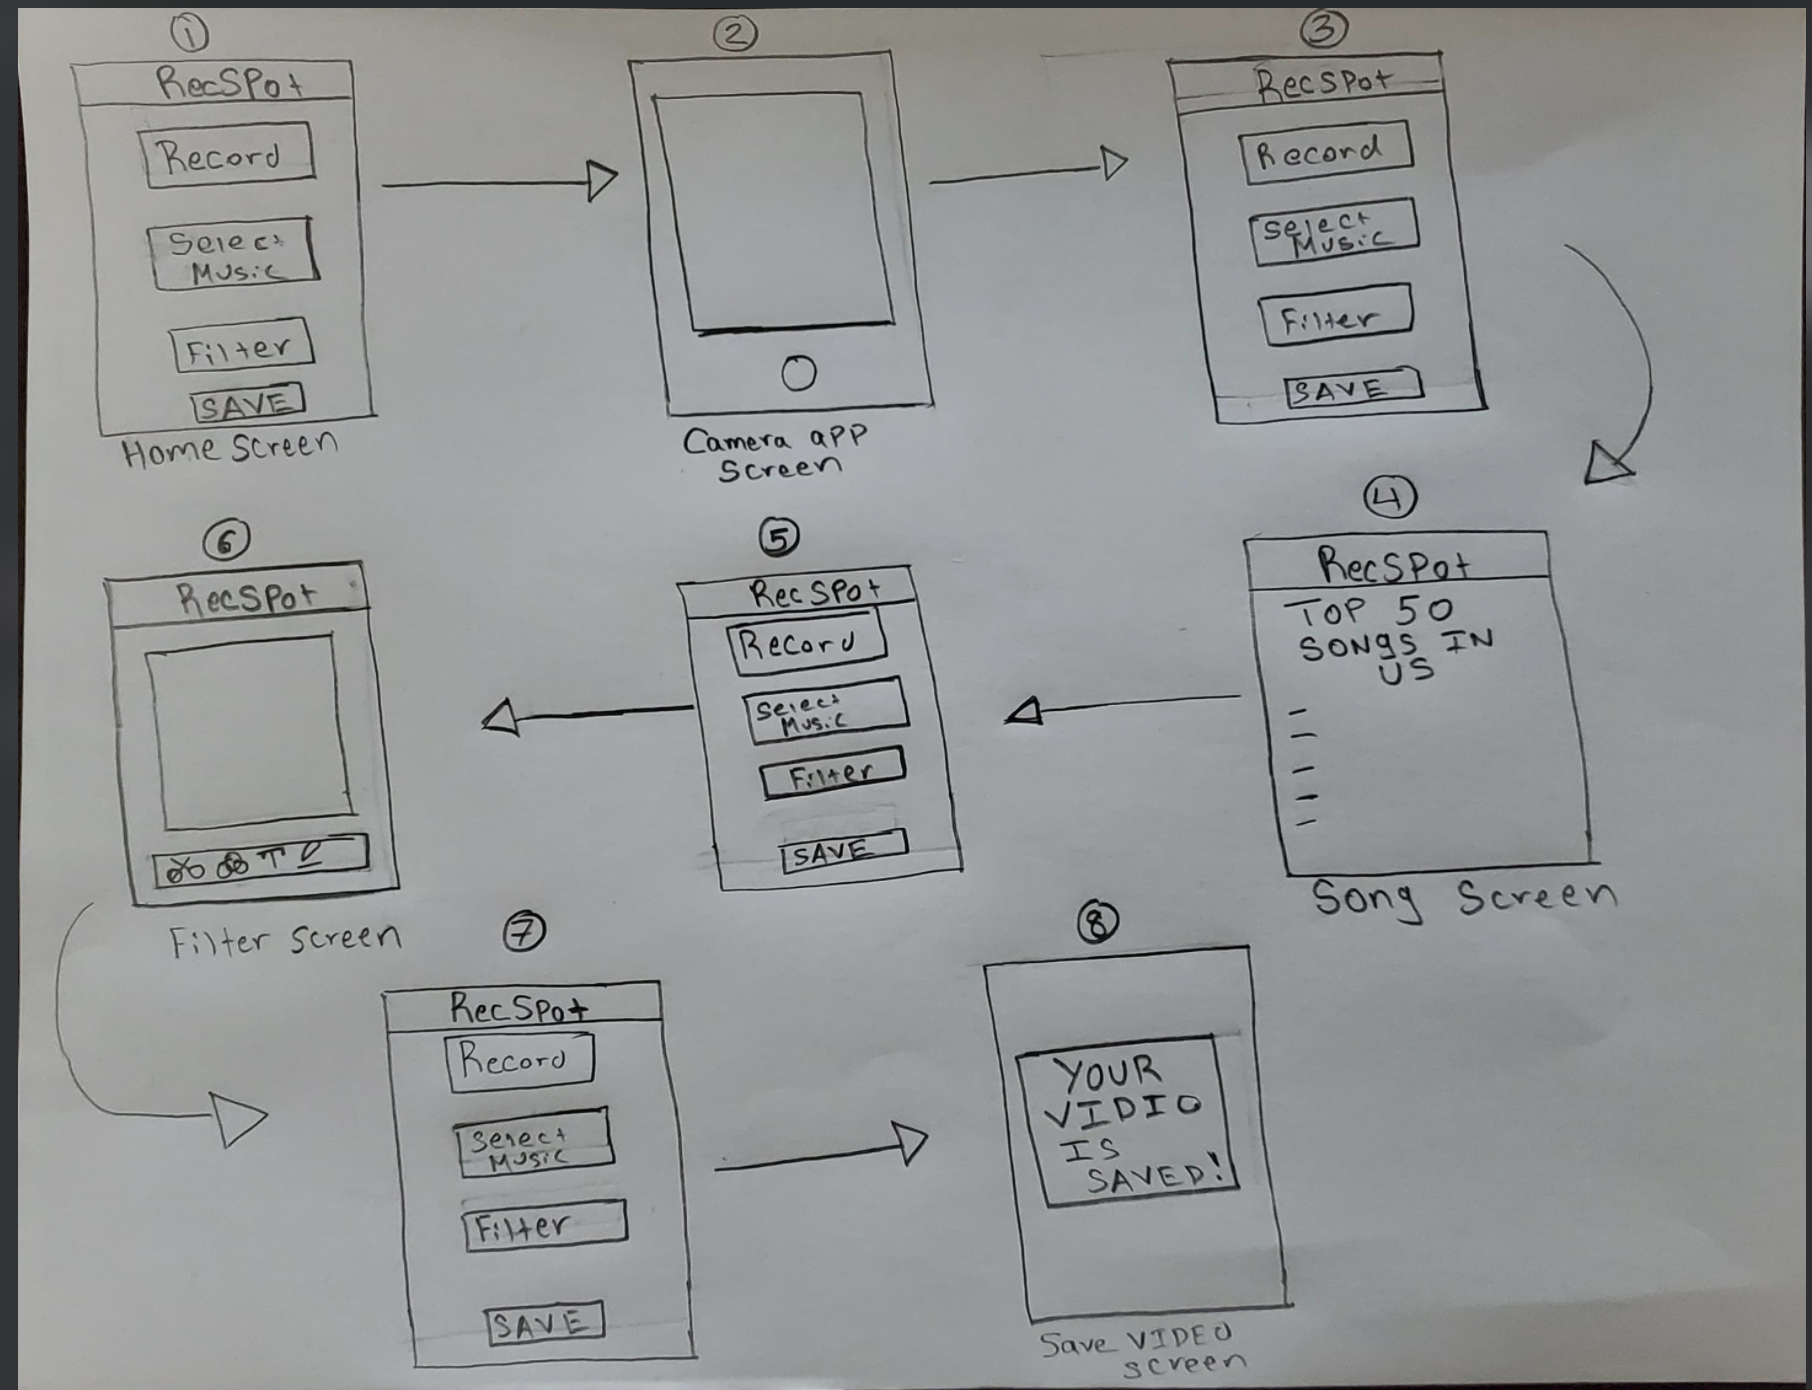 1
RecSPot
Record
Select
Music
Filter
SAVE
Home Screen
2
Camera aPP
Screen
3
RecSPot
Record
Select
Music
Filter
SAVE
4
RecSPot
TOP 50
SONgS IN
US
Song Screen
5
RecSPot
Record
Select
Music
Filter
SAVE
6
RecSPot
T
Filter Screen
7
RecSPot
Record
Select
Music
Filter
SAVE
8
YOUR
VIDIO
IS
SAVED!
Save VIDEO
screen